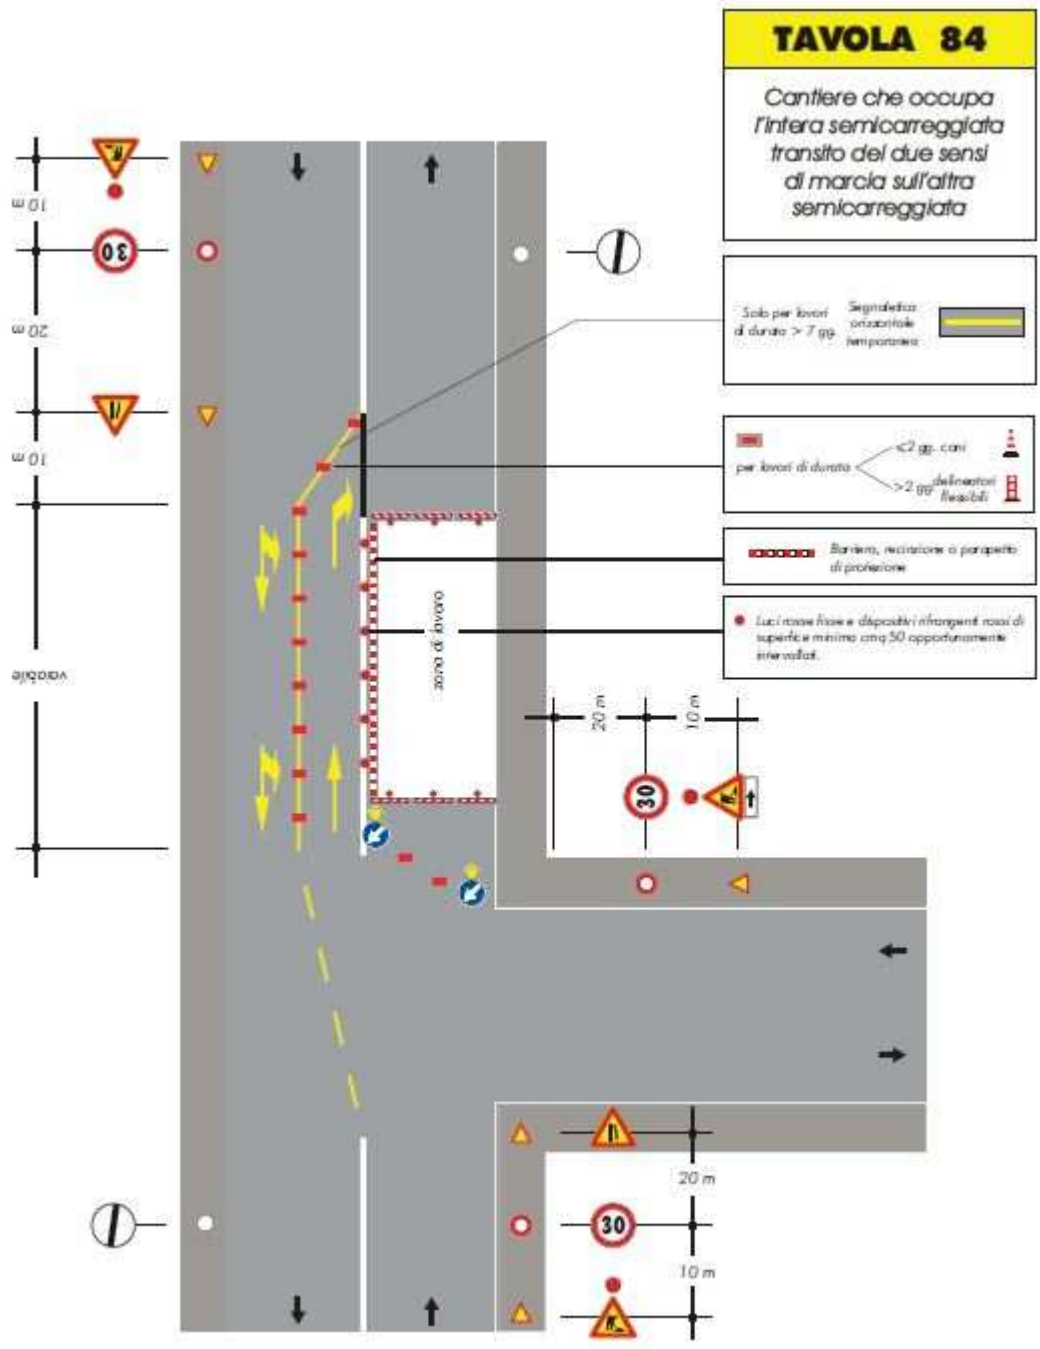 TAVOLA 84
Cantiere che occupa
l'intera semicarreggiata
transito dei due sensi
di marcia sull'altra
semicarreggiata
Solo per lavori
di durata > 7 gg.
Segnaletica
orizzontale
temporanea
per lavori di durata
≤2 gg. coni
>2 gg. delineatori
flessibili
Barriera, recinzione o parapetto
di protezione
Luci rosse fisse e dispositivi rifrangenti rossi di
superficie minima cmq 50 opportunamente
intervallati.
10 m
30
20 m
10 m
variabile
zona di lavoro
20 m
10 m
30
20 m
30
10 m